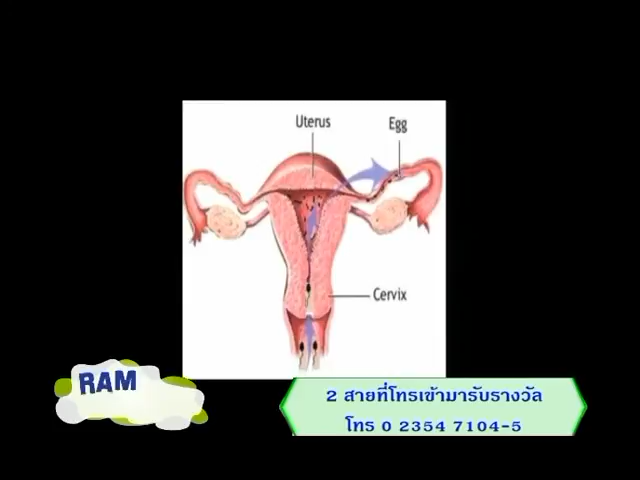 Uterus
Egg
Cervix
RAM
2 สายที่โทรเข้ามารับรางวัล
โทร 0 2354 7104-5